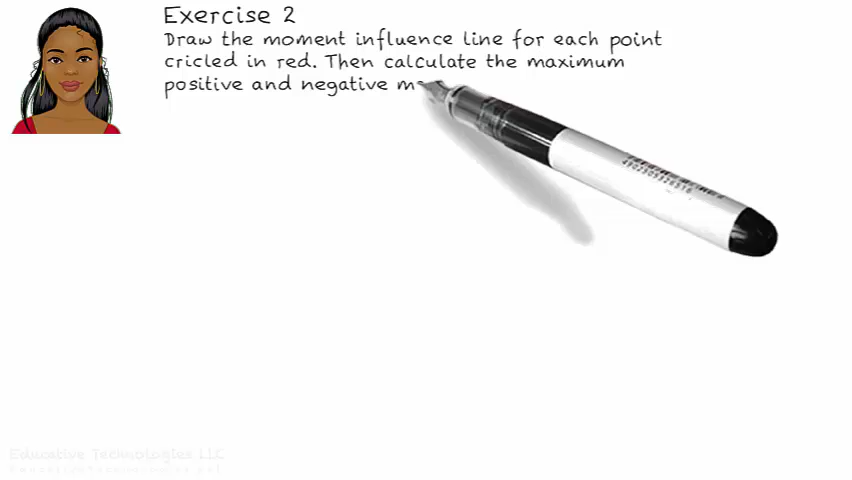 Exercise 2
Draw the moment influence line for each point
cricled in red. Then calculate the maximum
positive and negative m
Educative Technologies LLC